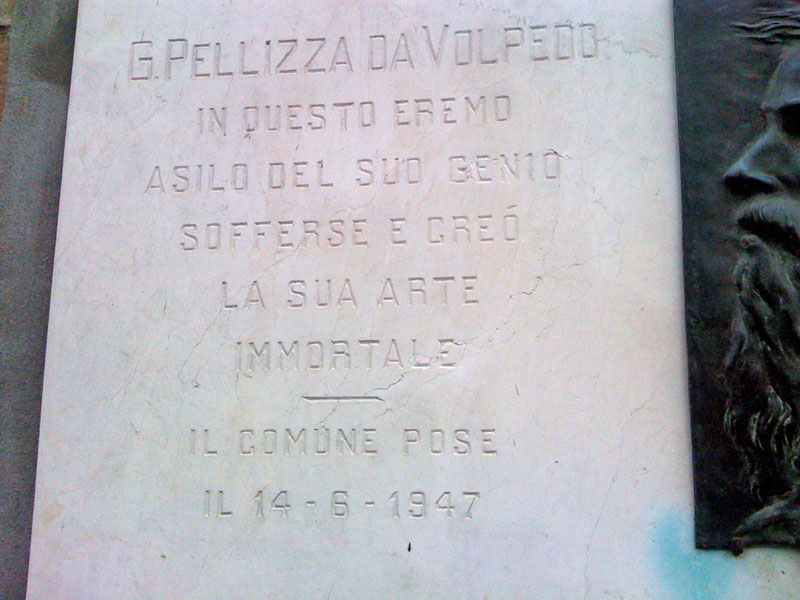 G. PELLIZZA DA VOLPEDO
IN QUESTO EREMO
ASILO DEL SUO GENIO
SOFFERSE E CREÓ
LA SUA ARTE
IMMORTALE
IL COMUNE POSE
IL 14 - 6 - 1947